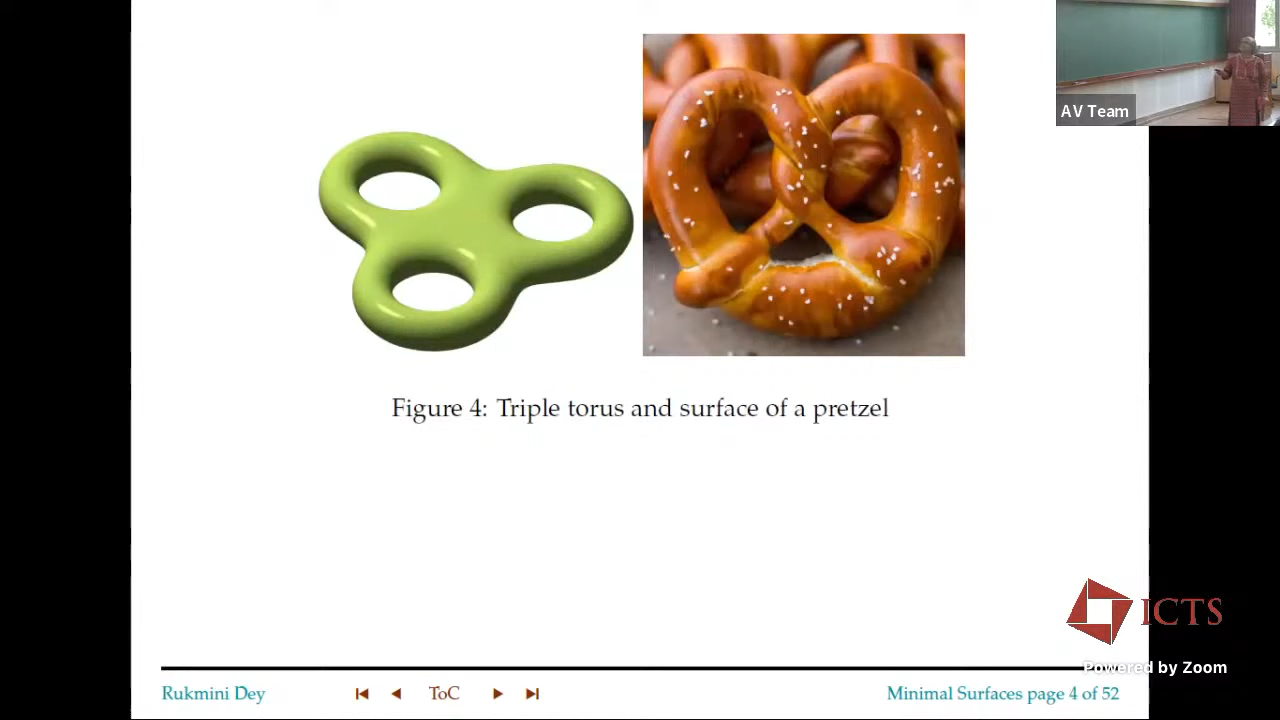 AV Team
Figure 4: Triple torus and surface of a pretzel
ICTS
Powered by Zoom
Rukmini Dey
ToC
Minimal Surfaces page 4 of 52